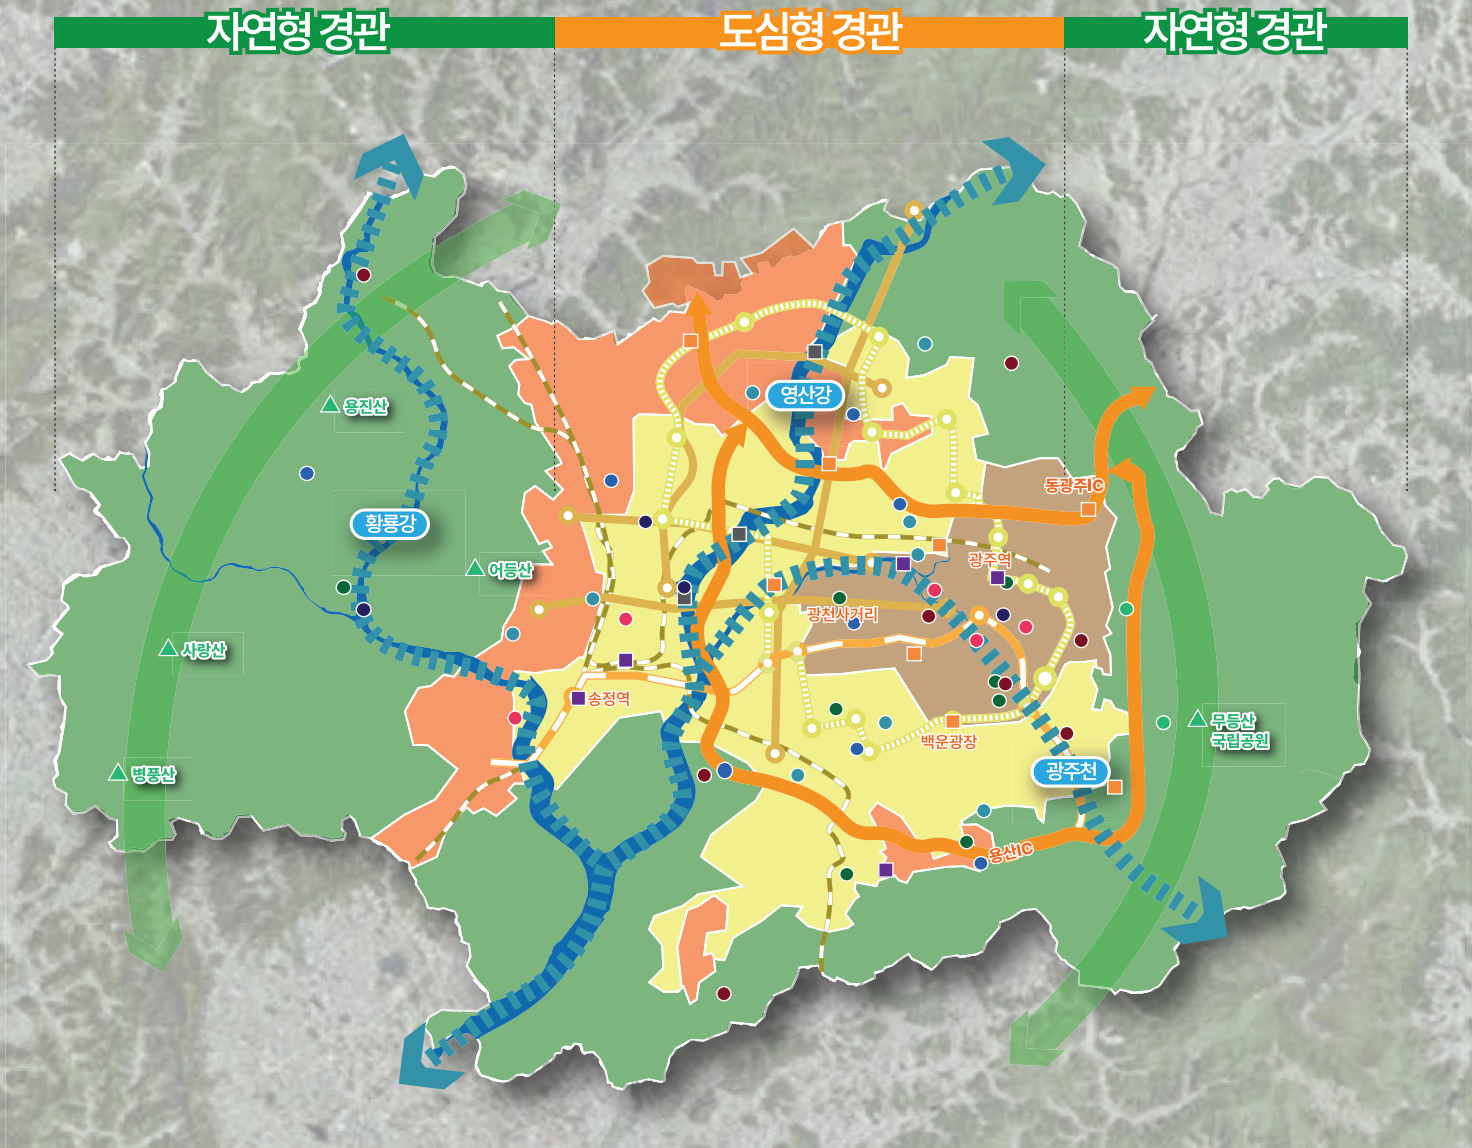 자연형 경관
도심형 경관
자연형 경관
영산강
용진산
황룡강
동광주IC
어등산
광주역
광천사거리
사랑산
송정역
무등산
국립공원
백운광장
병풍산
광주천
용산IC